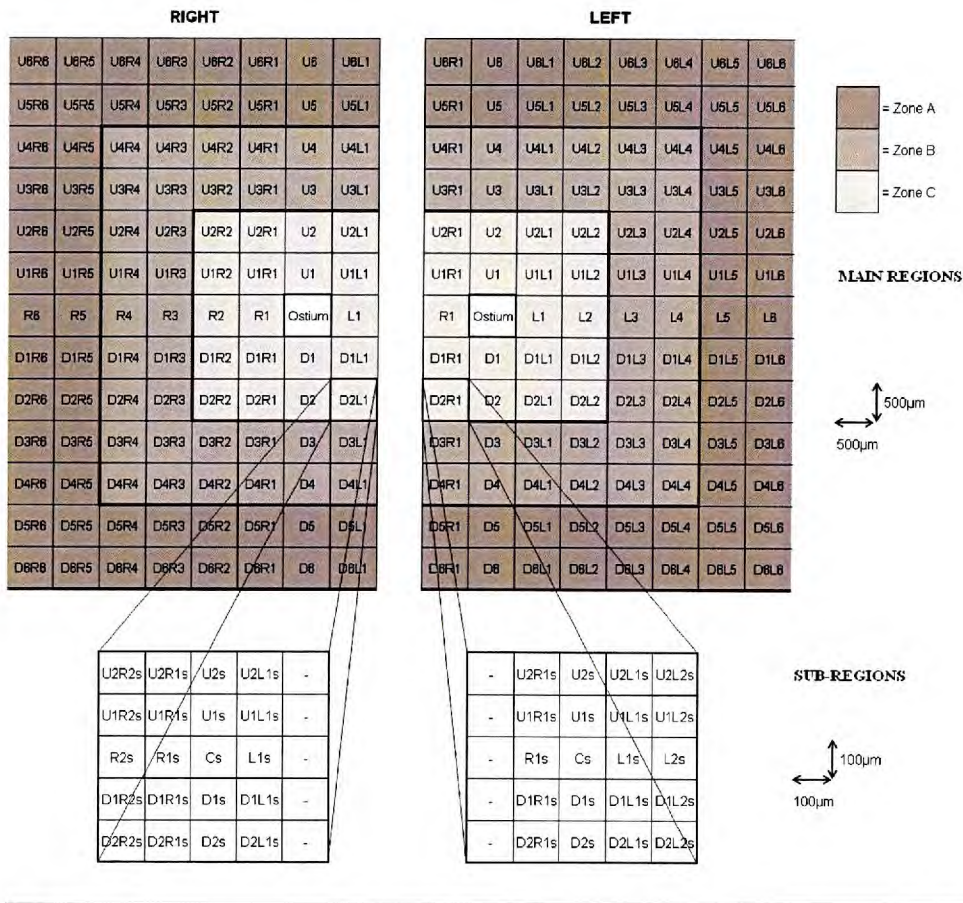 RIGHT
LEFT
U6R6 U6R5 U6R4 U6R3 U6R2 U6R1 U6 U6L1
U5R6 U5R5 U5R4 U5R3 U5R2 U5R1 U5 U5L1
U4R6 U4R5 U4R4 U4R3 U4R2 U4R1 U4 U4L1
U3R6 U3R5 U3R4 U3R3 U3R2 U3R1 U3 U3L1
U2R6 U2R5 U2R4 U2R3 U2R2 U2R1 U2 U2L1
U1R6 U1R5 U1R4 U1R3 U1R2 U1R1 U1 U1L1
R6 R5 R4 R3 R2 R1 Ostium L1
D1R6 D1R5 D1R4 D1R3 D1R2 D1R1 D1 D1L1
D2R6 D2R5 D2R4 D2R3 D2R2 D2R1 D2 D2L1
D3R6 D3R5 D3R4 D3R3 D3R2 D3R1 D3 D3L1
D4R6 D4R5 D4R4 D4R3 D4R2 D4R1 D4 D4L1
D5R6 D5R5 D5R4 D5R3 D5R2 D5R1 D5 D5L1
D6R6 D6R5 D6R4 D6R3 D6R2 D6R1 D6 D6L1
U6R1 U6 U6L1 U6L2 U6L3 U6L4 U6L5 U6L6
U5R1 U5 U5L1 U5L2 U5L3 U5L4 U5L5 U5L6
U4R1 U4 U4L1 U4L2 U4L3 U4L4 U4L5 U4L6
U3R1 U3 U3L1 U3L2 U3L3 U3L4 U3L5 U3L6
U2R1 U2 U2L1 U2L2 U2L3 U2L4 U2L5 U2L6
U1R1 U1 U1L1 U1L2 U1L3 U1L4 U1L5 U1L6
R1 Ostium L1 L2 L3 L4 L5 L6
D1R1 D1 D1L1 D1L2 D1L3 D1L4 D1L5 D1L6
D2R1 D2 D2L1 D2L2 D2L3 D2L4 D2L5 D2L6
D3R1 D3 D3L1 D3L2 D3L3 D3L4 D3L5 D3L6
D4R1 D4 D4L1 D4L2 D4L3 D4L4 D4L5 D4L6
D5R1 D5 D5L1 D5L2 D5L3 D5L4 D5L5 D5L6
D6R1 D6 D6L1 D6L2 D6L3 D6L4 D6L5 D6L6
= Zone A
= Zone B
= Zone C
MAIN REGIONS
500µm
500µm
U2R2s U2R1s U2s U2L1s -
U1R2s U1R1s U1s U1L1s -
R2s R1s Cs L1s -
D1R2s D1R1s D1s D1L1s -
D2R2s D2R1s D2s D2L1s -
- U2R1s U2s U2L1s U2L2s
- U1R1s U1s U1L1s U1L2s
- R1s Cs L1s L2s
- D1R1s D1s D1L1s D1L2s
- D2R1s D2s D2L1s D2L2s
SUB-REGIONS
100µm
100µm